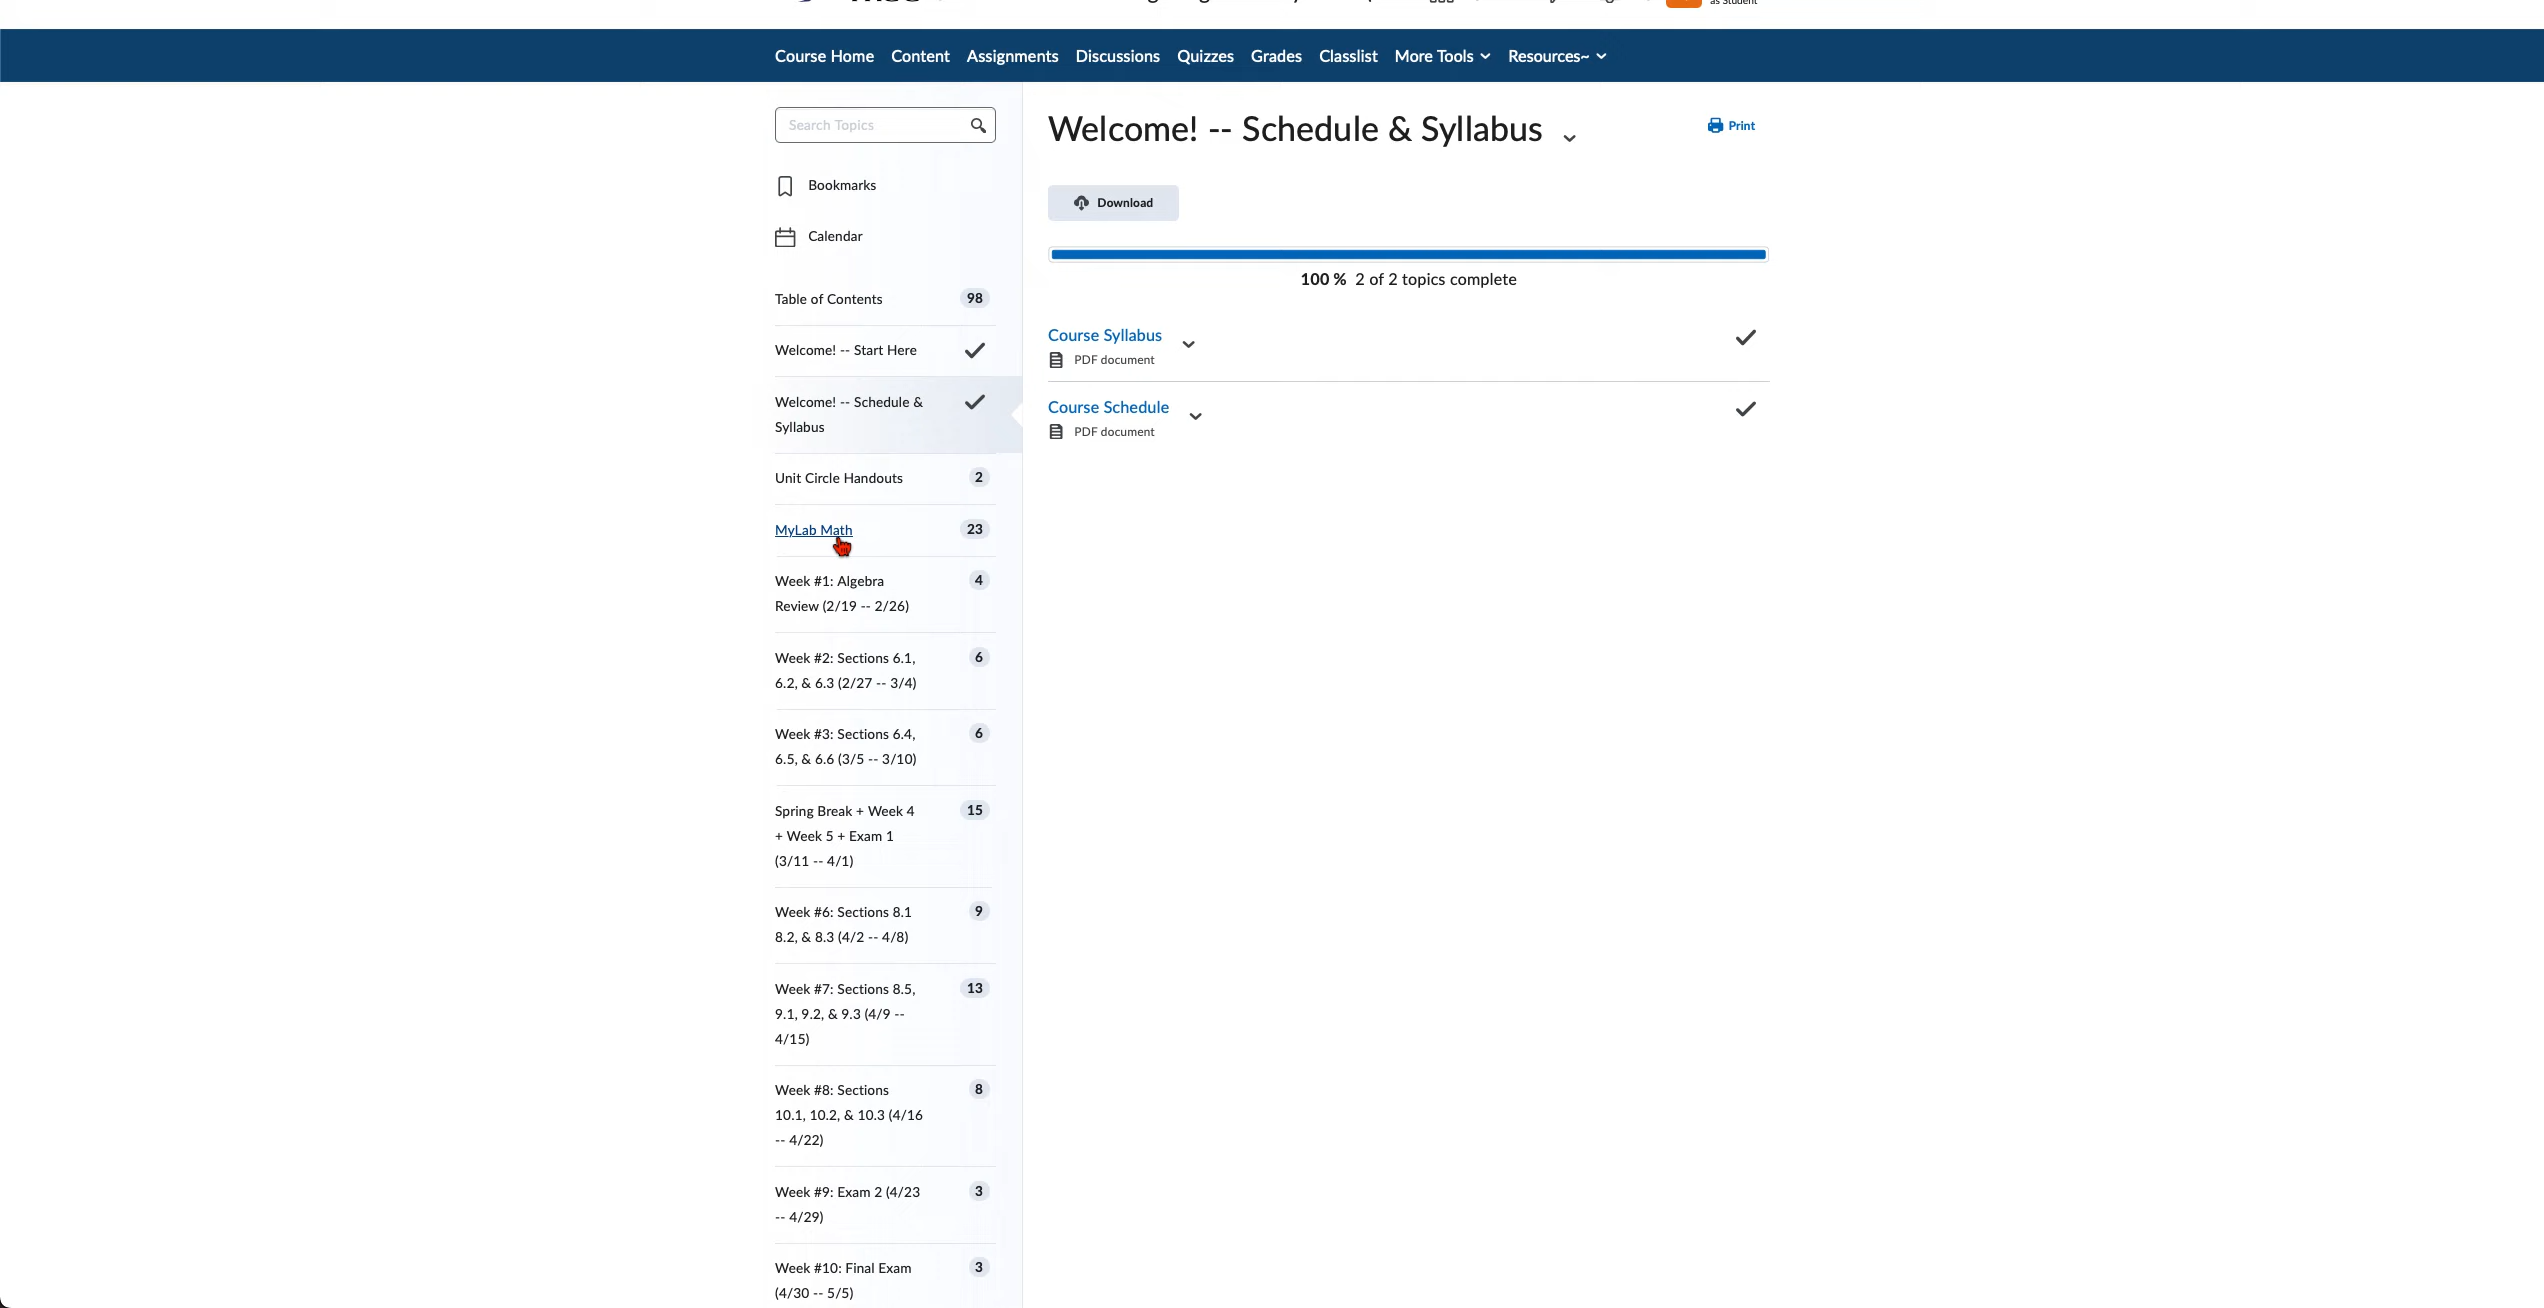 as Student
Course Home Content Assignments Discussions Quizzes Grades Classlist More Tools Resources~
Search Topics
Bookmarks
Calendar
Table of Contents 98
Welcome! -- Start Here
Welcome! -- Schedule &
Syllabus
Unit Circle Handouts 2
MyLab Math 23
Week #1: Algebra 4
Review (2/19 -- 2/26)
Week #2: Sections 6.1, 6
6.2, & 6.3 (2/27 -- 3/4)
Week #3: Sections 6.4, 6
6.5, & 6.6 (3/5 -- 3/10)
Spring Break + Week 4 15
+ Week 5 + Exam 1
(3/11 -- 4/1)
Week #6: Sections 8.1 9
8.2, & 8.3 (4/2 -- 4/8)
Week #7: Sections 8.5, 13
9.1, 9.2, & 9.3 (4/9 --
4/15)
Week #8: Sections 8
10.1, 10.2, & 10.3 (4/16
-- 4/22)
Week #9: Exam 2 (4/23 3
-- 4/29)
Week #10: Final Exam 3
(4/30 -- 5/5)
Welcome! -- Schedule & Syllabus
Print
Download
100 % 2 of 2 topics complete
Course Syllabus
PDF document
Course Schedule
PDF document